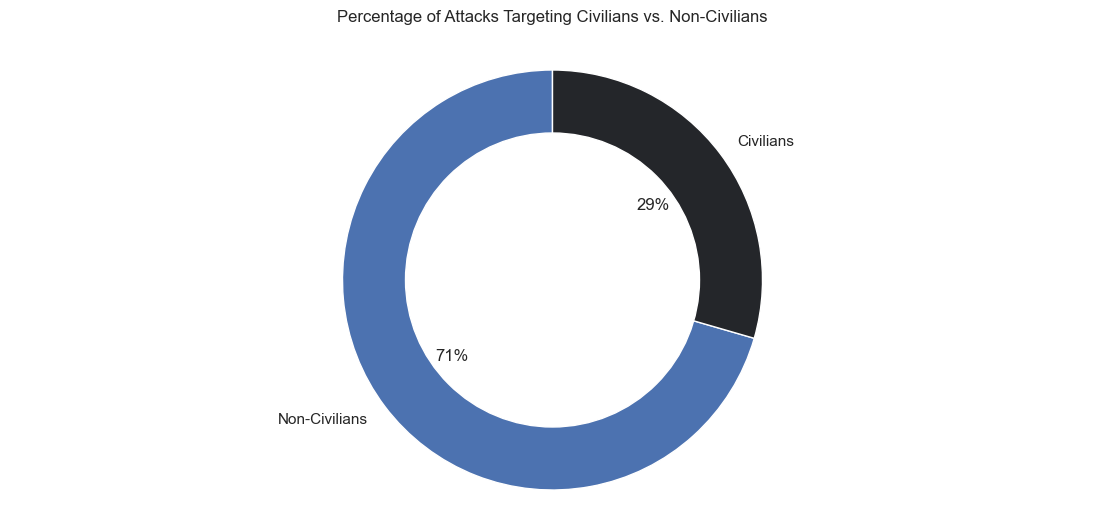 Percentage of Attacks Targeting Civilians vs. Non-Civilians
Civilians
29%
71%
Non-Civilians